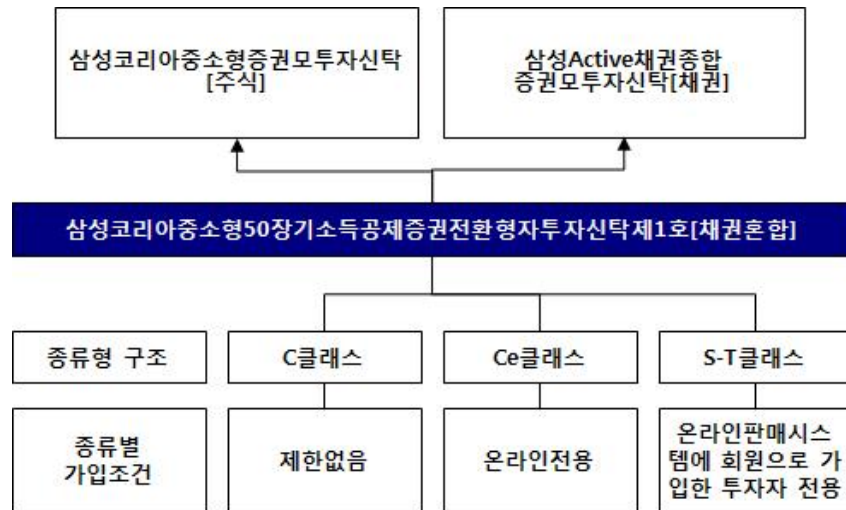 삼성코리아중소형증권모투자신탁
[주식]
삼성Active채권종합
증권모투자신탁[채권]
삼성코리아중소형50장기소득공제증권전환형자투자신탁제1호[채권혼합]
종류형 구조
C클래스
Ce클래스
S-T클래스
종류별
가입조건
제한없음
온라인전용
온라인판매시스
템에 회원으로 가
입한 투자자 전용